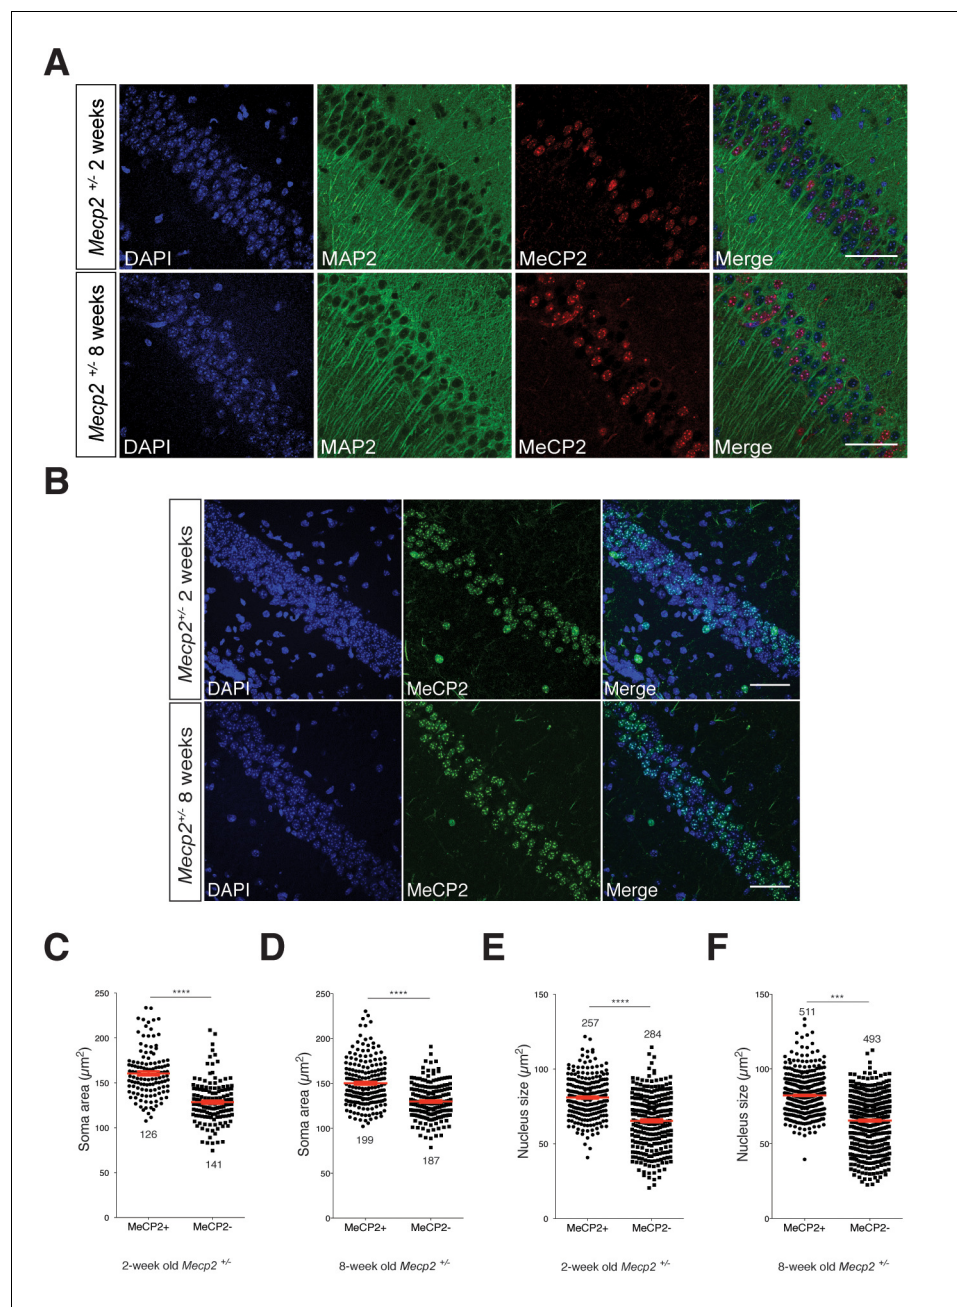 A
Mecp2 +/- 2 weeks
DAPI
MAP2
MeCP2
Merge
Mecp2 +/- 8 weeks
DAPI
MAP2
MeCP2
Merge
B
Mecp2+/- 2 weeks
DAPI
MeCP2
Merge
Mecp2+/- 8 weeks
DAPI
MeCP2
Merge
C
250
200
150
100
50
0
Soma area (µm2)
****
126
141
MeCP2+
MeCP2-
2-week old Mecp2 +/-
D
250
200
150
100
50
0
Soma area (µm2)
****
199
187
MeCP2+
MeCP2-
8-week old Mecp2 +/-
E
150
100
50
0
Nucleus size (µm2)
****
257
284
MeCP2+
MeCP2-
2-week old Mecp2 +/-
F
150
100
50
0
Nucleus size (µm2)
***
511
493
MeCP2+
MeCP2-
8-week old Mecp2 +/-